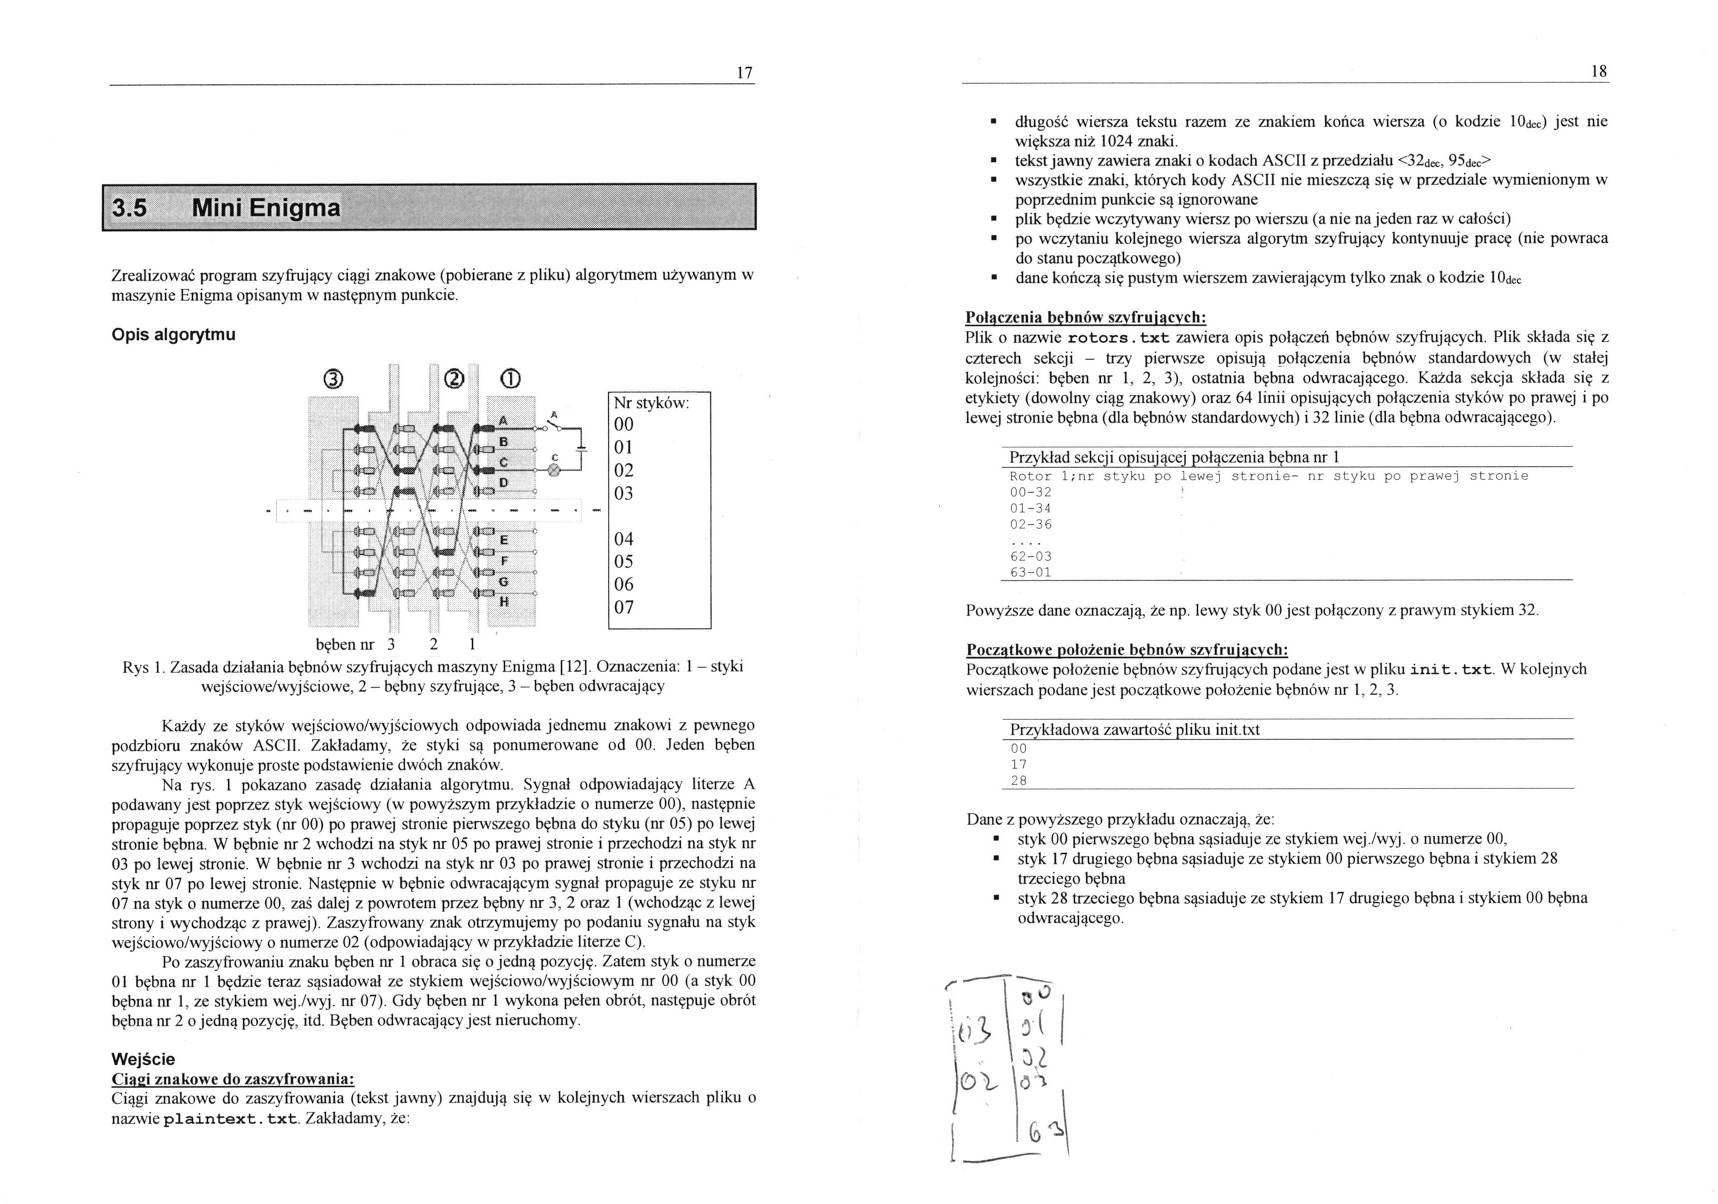 17
3.5 Mini Enigma
Zrealizować program szyfrujący ciągi znakowe (pobierane z pliku) algorytmem używanym w
maszynie Enigma opisanym w następnym punkcie.
Opis algorytmu
③ ② ①
A
B
C
D
E
F
G
H
A
C
Nr styków:
00
01
02
03
04
05
06
07
bęben nr 3 2 1
Rys 1. Zasada działania bębnów szyfrujących maszyny Enigma [12]. Oznaczenia: 1 – styki
wejściowe/wyjściowe, 2 – bębny szyfrujące, 3 – bęben odwracający
Każdy ze styków wejściowo/wyjściowych odpowiada jednemu znakowi z pewnego
podzbioru znaków ASCII. Zakładamy, że styki są ponumerowane od 00. Jeden bęben
szyfrujący wykonuje proste podstawienie dwóch znaków.
Na rys. 1 pokazano zasadę działania algorytmu. Sygnał odpowiadający literze A
podawany jest poprzez styk wejściowy (w powyższym przykładzie o numerze 00), następnie
propaguje poprzez styk (nr 00) po prawej stronie pierwszego bębna do styku (nr 05) po lewej
stronie bębna. W bębnie nr 2 wchodzi na styk nr 05 po prawej stronie i przechodzi na styk nr
03 po lewej stronie. W bębnie nr 3 wchodzi na styk nr 03 po prawej stronie i przechodzi na
styk nr 07 po lewej stronie. Następnie w bębnie odwracającym sygnał propaguje ze styku nr
07 na styk o numerze 00, zaś dalej z powrotem przez bębny nr 3, 2 oraz 1 (wchodząc z lewej
strony i wychodząc z prawej). Zaszyfrowany znak otrzymujemy po podaniu sygnału na styk
wejściowo/wyjściowy o numerze 02 (odpowiadający w przykładzie literze C).
Po zaszyfrowaniu znaku bęben nr 1 obraca się o jedną pozycję. Zatem styk o numerze
01 bębna nr 1 będzie teraz sąsiadował ze stykiem wejściowo/wyjściowym nr 00 (a styk 00
bębna nr 1, ze stykiem wej./wyj. nr 07). Gdy bęben nr 1 wykona pełen obrót, następuje obrót
bębna nr 2 o jedną pozycję, itd. Bęben odwracający jest nieruchomy.
Wejście
Ciągi znakowe do zaszyfrowania:
Ciągi znakowe do zaszyfrowania (tekst jawny) znajdują się w kolejnych wierszach pliku o
nazwie plaintext.txt. Zakładamy, że:
18
▪ długość wiersza tekstu razem ze znakiem końca wiersza (o kodzie 10dec) jest nie
większa niż 1024 znaki.
▪ tekst jawny zawiera znaki o kodach ASCII z przedziału <32dec, 95dec>
▪ wszystkie znaki, których kody ASCII nie mieszczą się w przedziale wymienionym w
poprzednim punkcie są ignorowane
▪ plik będzie wczytywany wiersz po wierszu (a nie na jeden raz w całości)
▪ po wczytaniu kolejnego wiersza algorytm szyfrujący kontynuuje pracę (nie powraca
do stanu początkowego)
▪ dane kończą się pustym wierszem zawierającym tylko znak o kodzie 10dec
Połączenia bębnów szyfrujących:
Plik o nazwie rotors.txt zawiera opis połączeń bębnów szyfrujących. Plik składa się z
czterech sekcji – trzy pierwsze opisują połączenia bębnów standardowych (w stałej
kolejności: bęben nr 1, 2, 3), ostatnia bębna odwracającego. Każda sekcja składa się z
etykiety (dowolny ciąg znakowy) oraz 64 linii opisujących połączenia styków po prawej i po
lewej stronie bębna (dla bębnów standardowych) i 32 linie (dla bębna odwracającego).
Przykład sekcji opisującej połączenia bębna nr 1
Rotor 1;nr styku po lewej stronie- nr styku po prawej stronie
00-32
01-34
02-36
....
62-03
63-01
Powyższe dane oznaczają, że np. lewy styk 00 jest połączony z prawym stykiem 32.
Początkowe położenie bębnów szyfrujących:
Początkowe położenie bębnów szyfrujących podane jest w pliku init.txt. W kolejnych
wierszach podane jest początkowe położenie bębnów nr 1, 2, 3.
Przykładowa zawartość pliku init.txt
00
17
28
Dane z powyższego przykładu oznaczają, że:
▪ styk 00 pierwszego bębna sąsiaduje ze stykiem wej./wyj. o numerze 00,
▪ styk 17 drugiego bębna sąsiaduje ze stykiem 00 pierwszego bębna i stykiem 28
trzeciego bębna
▪ styk 28 trzeciego bębna sąsiaduje ze stykiem 17 drugiego bębna i stykiem 00 bębna
odwracającego.
00
63 01
02
02 03
63